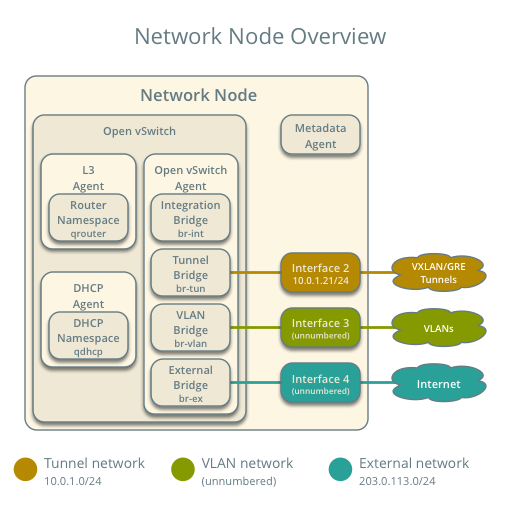 Network Node Overview
Network Node
Open vSwitch
Metadata
Agent
L3
Agent
Router
Namespace
qrouter
DHCP
Agent
DHCP
Namespace
qdhcp
Open vSwitch
Agent
Integration
Bridge
br-int
Tunnel
Bridge
br-tun
VLAN
Bridge
br-vlan
External
Bridge
br-ex
Interface 2
10.0.1.21/24
Interface 3
(unnumbered)
Interface 4
(unnumbered)
VXLAN/GRE
Tunnels
VLANs
Internet
Tunnel network
10.0.1.0/24
VLAN network
(unnumbered)
External network
203.0.113.0/24